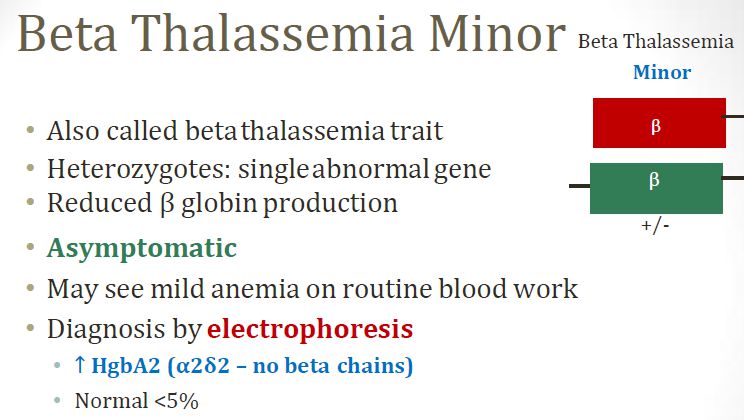 Beta Thalassemia Minor
• Also called beta thalassemia trait
• Heterozygotes: single abnormal gene
• Reduced β globin production
• Asymptomatic
• May see mild anemia on routine blood work
• Diagnosis by electrophoresis
• ↑ HgbA2 (α2δ2 – no beta chains)
• Normal <5%
Beta Thalassemia
Minor
β
β
+/-